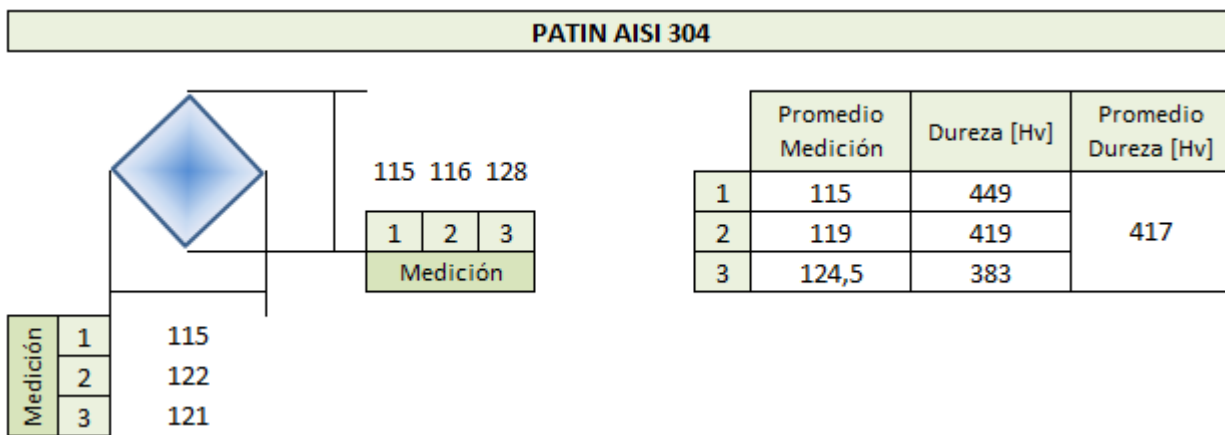 PATIN AISI 304
115 116 128
1 2 3
Medición
Medición
1 115
2 122
3 121
Promedio Medición Dureza [Hv] Promedio Dureza [Hv]
1 115 449
2 119 419 417
3 124,5 383